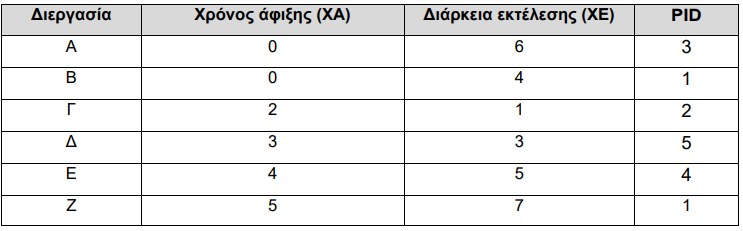 Διεργασία Χρόνος άφιξης (ΧΑ) Διάρκεια εκτέλεσης (ΧΕ) PID
Α 0 6 3
Β 0 4 1
Γ 2 1 2
Δ 3 3 5
Ε 4 5 4
Ζ 5 7 1